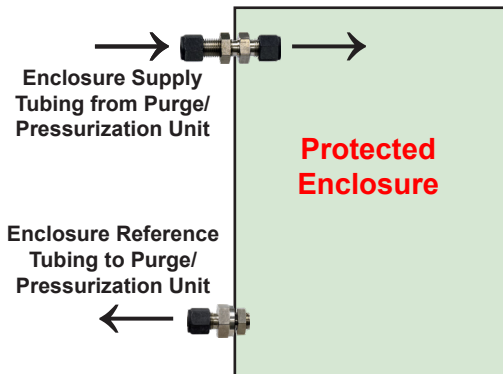 Enclosure Supply
Tubing from Purge/
Pressurization Unit
Protected
Enclosure
Enclosure Reference
Tubing to Purge/
Pressurization Unit